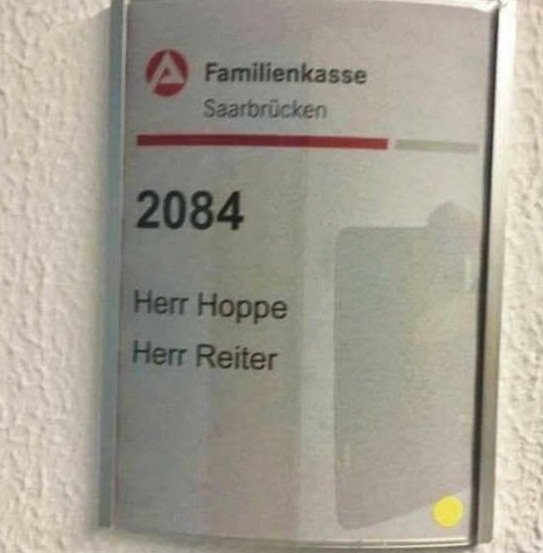 Familienkasse
Saarbrücken
2084
Herr Hoppe
Herr Reiter